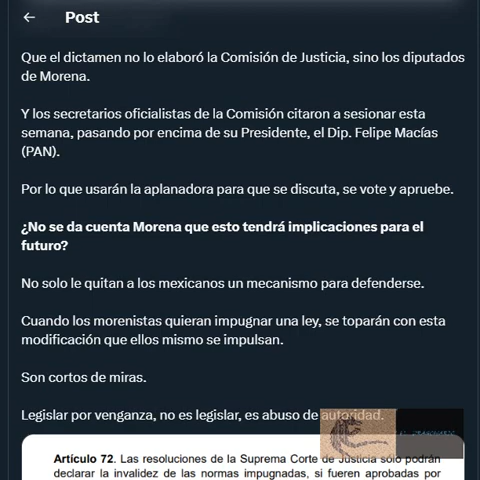 Post
Que el dictamen no lo elaboró la Comisión de Justicia, sino los diputados
de Morena.
Y los secretarios oficialistas de la Comisión citaron a sesionar esta
semana, pasando por encima de su Presidente, el Dip. Felipe Macías
(PAN).
Por lo que usarán la aplanadora para que se discuta, se vote y apruebe.
¿No se da cuenta Morena que esto tendrá implicaciones para el
futuro?
No solo le quitan a los mexicanos un mecanismo para defenderse.
Cuando los morenistas quieran impugnar una ley, se toparán con esta
modificación que ellos mismo se impulsan.
Son cortos de miras.
Legislar por venganza, no es legislar, es abuso de autoridad.
Artículo 72. Las resoluciones de la Suprema Corte de Justicia sólo podrán
declarar la invalidez de las normas impugnadas, si fueren aprobadas por